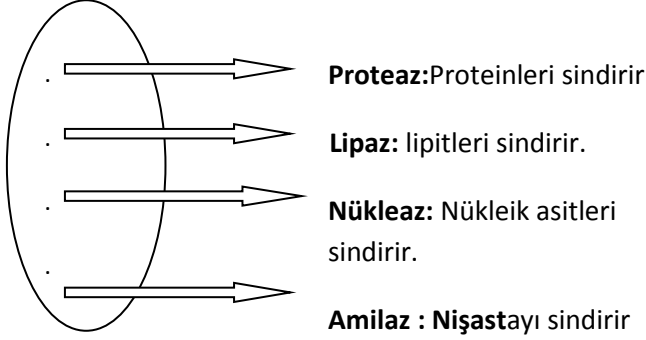 Proteaz:Proteinleri sindirir
Lipaz: lipitleri sindirir.
Nükleaz: Nükleik asitleri
sindirir.
Amilaz : Nişastayı sindirir